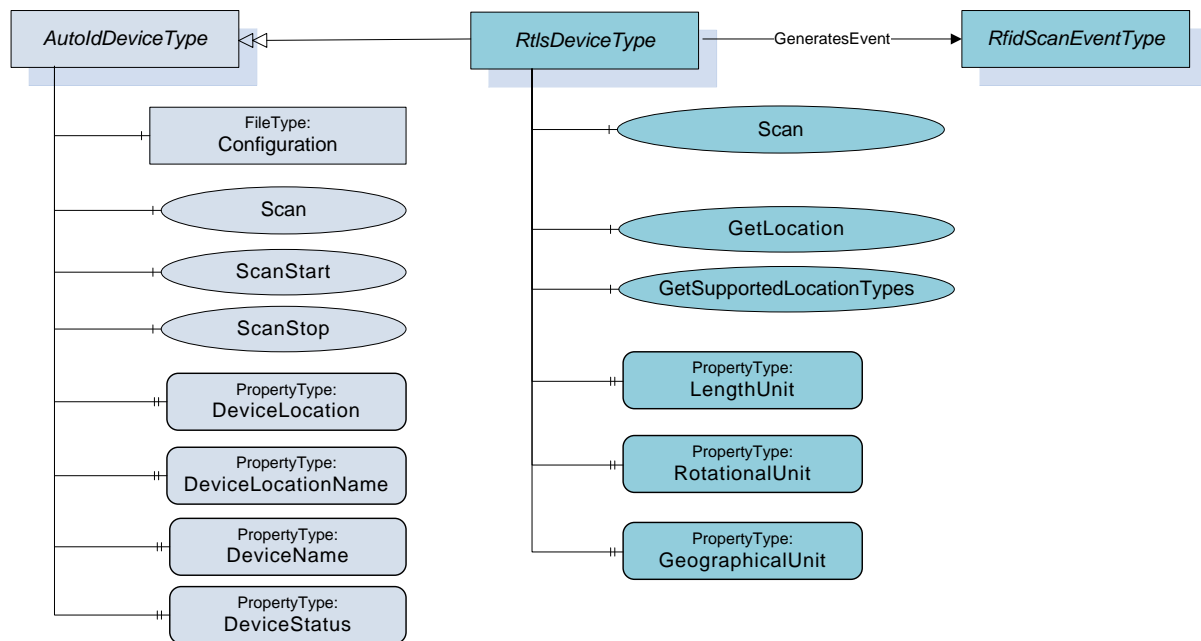 AutoIdDeviceType
RtlsDeviceType
GeneratesEvent
RfidScanEventType
FileType:
Configuration
Scan
ScanStart
ScanStop
PropertyType:
DeviceLocation
PropertyType:
DeviceLocationName
PropertyType:
DeviceName
PropertyType:
DeviceStatus
Scan
GetLocation
GetSupportedLocationTypes
PropertyType:
LengthUnit
PropertyType:
RotationalUnit
PropertyType:
GeographicalUnit